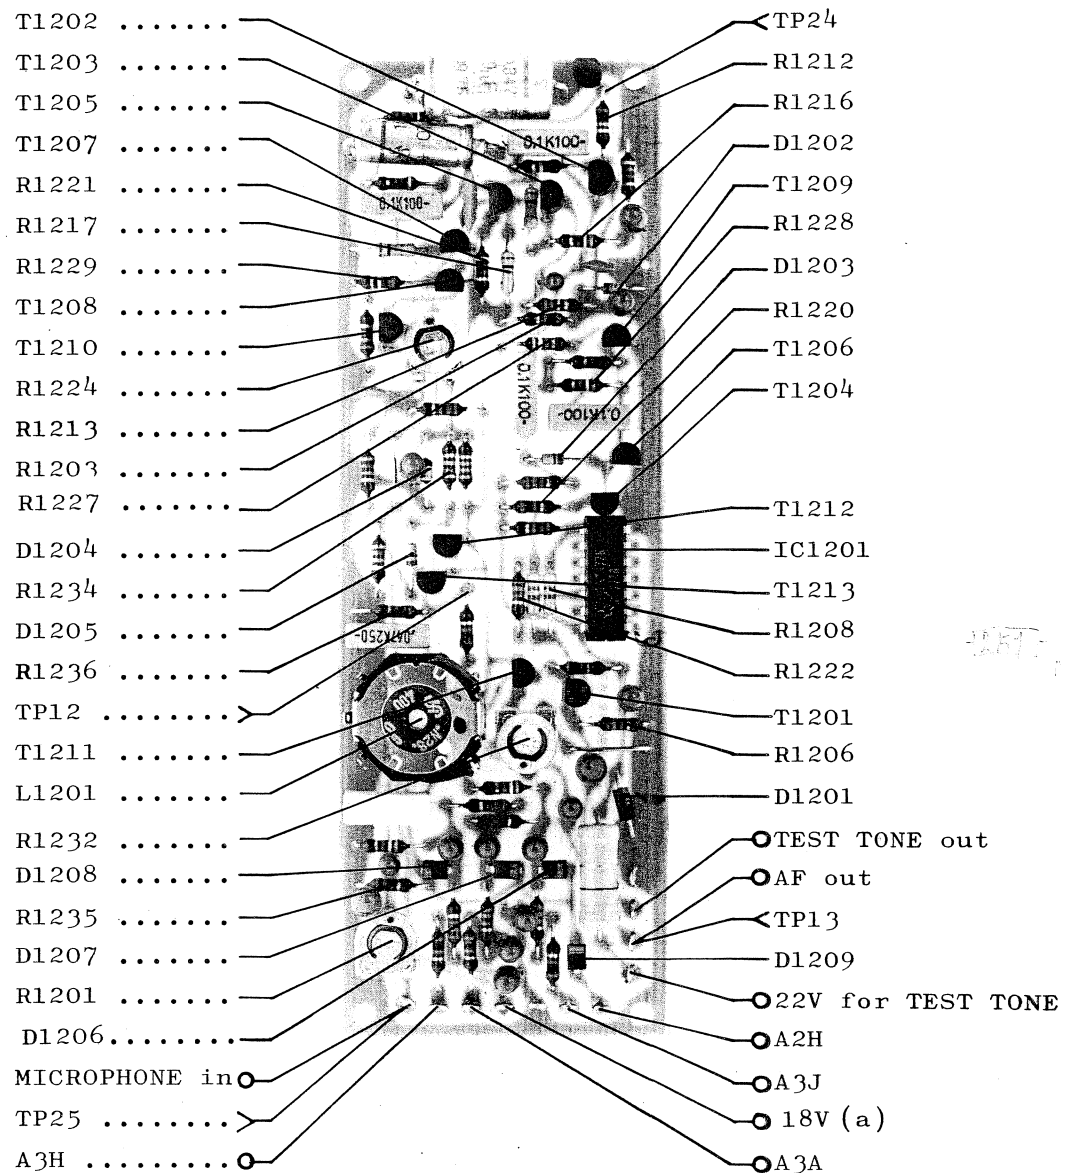 T1202 .......
T1203 .......
T1205 .......
T1207 .......
R1221 .......
R1217 .......
R1229 .......
T1208 .......
T1210 .......
R1224 .......
R1213 .......
R1203 .......
R1227 .......
D1204 .......
R1234 .......
D1205 .......
R1236 .......
TP12 ........
T1211 .......
L1201 .......
R1232 .......
D1208 .......
R1235 .......
D1207 .......
R1201 .......
D1206........
MICROPHONE in
TP25 ........
A3H .........
TP24
R1212
R1216
D1202
T1209
R1228
D1203
R1220
T1206
T1204
T1212
IC1201
T1213
R1208
R1222
T1201
R1206
D1201
TEST TONE out
AF out
TP13
D1209
22V for TEST TONE
A2H
A3J
18V (a)
A3A
0,1K100-
0,1K100-
0,1K100-
0,1K100-
,047K250-